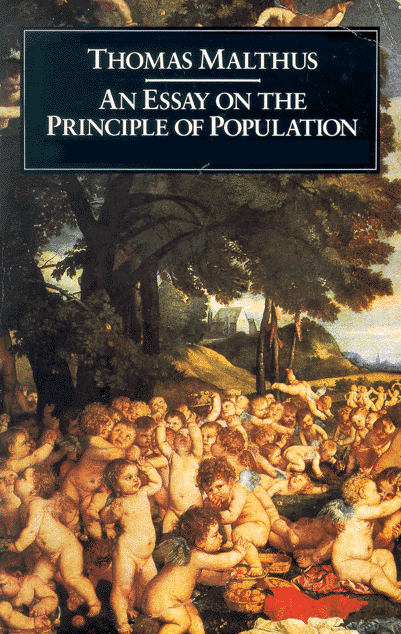 THOMAS MALTHUS
AN ESSAY ON THE
PRINCIPLE OF POPULATION